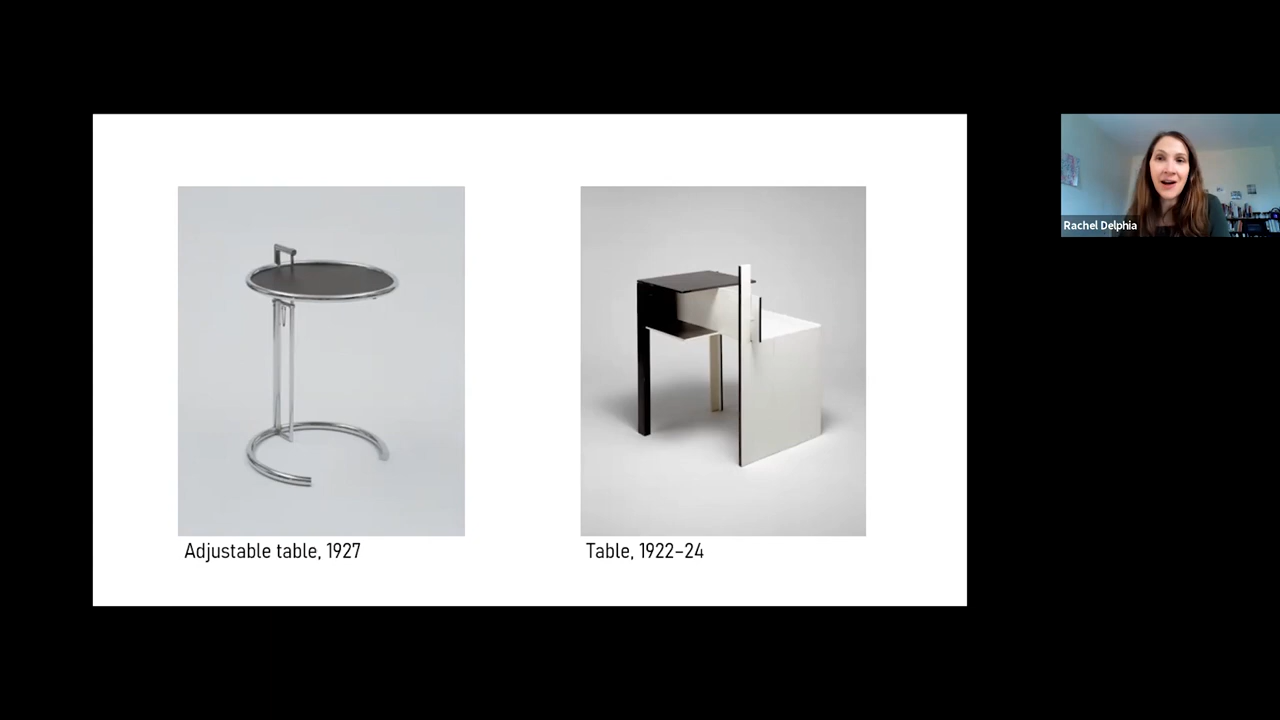 Rachel Delphia
Adjustable table, 1927
Table, 1922–24